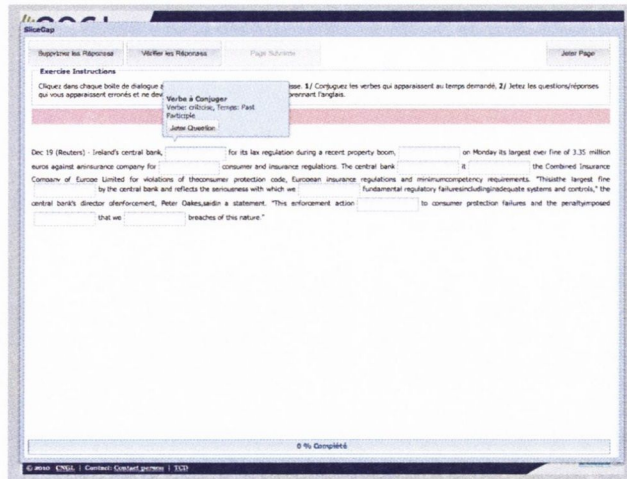 CNGL
SliceGap
Supprimez les Réponses Vérifier les Réponses Page Suivante Jeter Page
Exercise Instructions
Cliquez dans chaque boite de dialogue a sse. 1/ Conjuguez les verbes qui apparaissent au temps demandé, 2/ Jetez les questions/réponses
qui vous apparaissent erronés et ne dev prennant l'anglais.
Verbe à Conjuger
Verbe: criticise, Temps: Past
Participle
Jeter Question
Dec 19 (Reuters) - Ireland's central bank, for its lax regulation during a recent property boom, on Monday its largest ever fine of 3.35 million
euros against aninsurance company for consumer and insurance regulations. The central bank it the Combined Insurance
Company of Europe Limited for violations of theconsumer protection code, European insurance regulations and minimumcompetency requirements. "Thisisthe largest fine
by the central bank and reflects the seriousness with which we fundamental regulatory failuresincludinginadequate systems and controls," the
central bank's director ofenforcement, Peter Oakes,saidin a statement. "This enforcement action to consumer protection failures and the penaltyimposed
that we breaches of this nature."
0 % Complété
© 2010 CNGL | Contact: Contact person | TCD